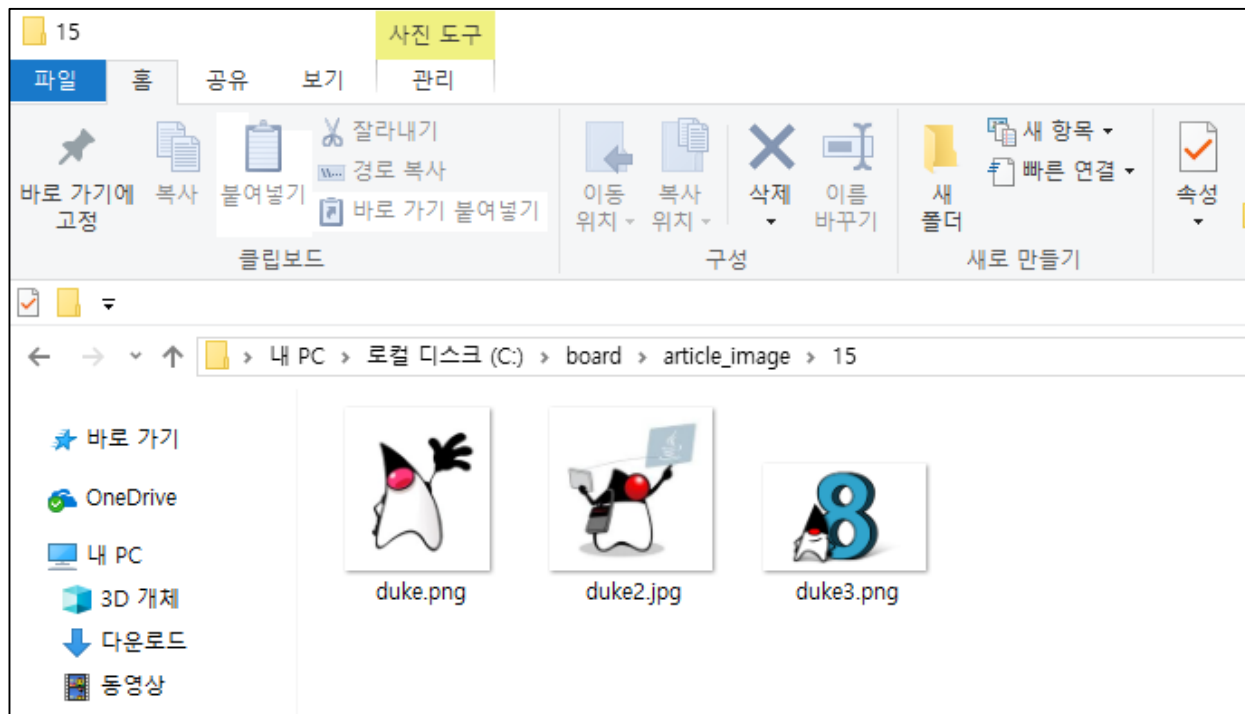 15
사진 도구
파일 홈 공유 보기 관리
바로 가기에
고정
복사
붙여넣기
잘라내기
경로 복사
바로 가기 붙여넣기
클립보드
이동
위치
복사
위치
삭제
이름
바꾸기
구성
새
폴더
새 항목
빠른 연결
새로 만들기
속성
내 PC > 로컬 디스크 (C:) > board > article_image > 15
바로 가기
OneDrive
내 PC
3D 개체
다운로드
동영상
8
duke.png duke2.jpg duke3.png